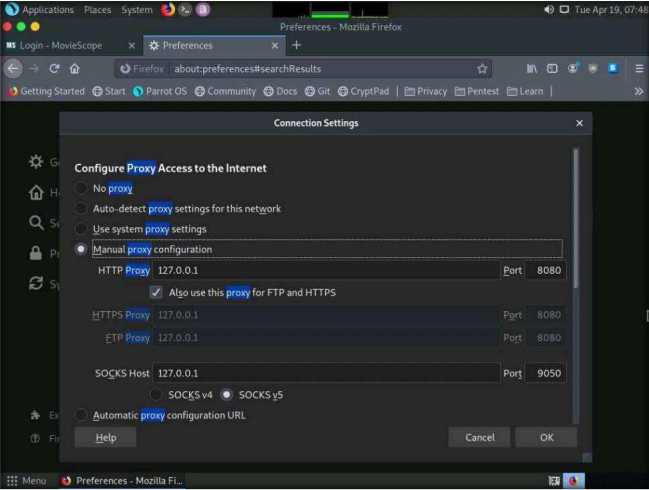 Applications Places System Tue Apr 19, 07:48
Preferences - Mozilla Firefox
Login - MovieScope × Preferences × +
Firefox about:preferences#searchResults
Getting Started Start Parrot OS Community Docs Git CryptPad Privacy Pentest Learn
Connection Settings ×
Configure Proxy Access to the Internet
No proxy
Auto-detect proxy settings for this network
Use system proxy settings
Manual proxy configuration
HTTP Proxy 127.0.0.1 Port 8080
Also use this proxy for FTP and HTTPS
HTTPS Proxy 127.0.0.1 Port 8080
FTP Proxy 127.0.0.1 Port 8080
SOCKS Host 127.0.0.1 Port 9050
SOCKS v4 SOCKS v5
Automatic proxy configuration URL
Help Cancel OK
Menu Preferences - Mozilla Fi...